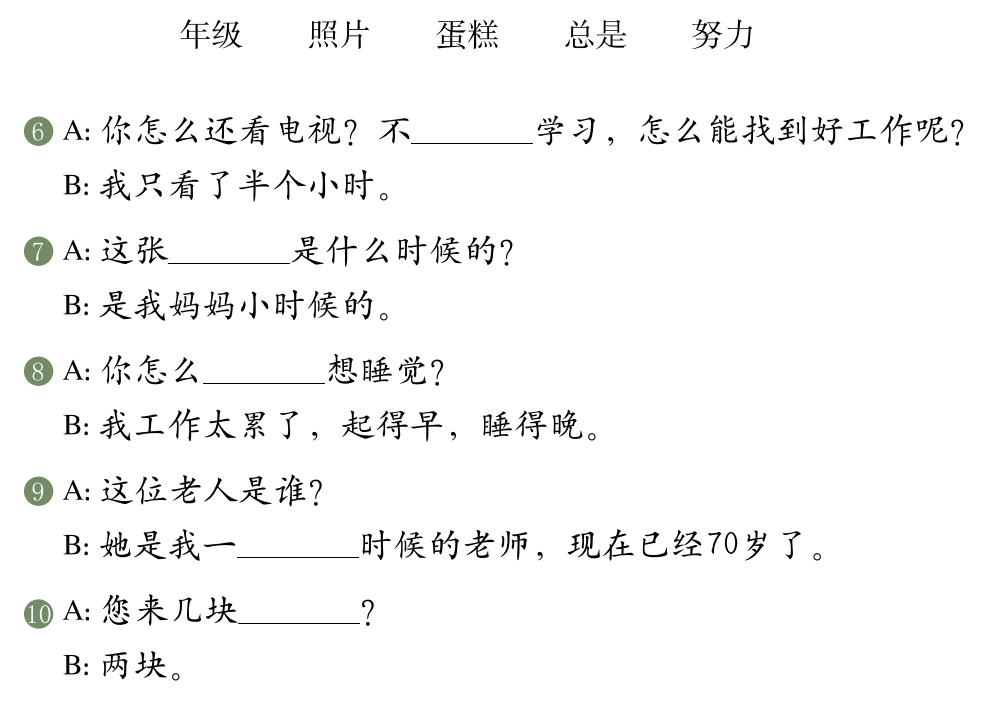 年级 照片 蛋糕 总是 努力
6 A: 你怎么还看电视？不________学习，怎么能找到好工作呢？
B: 我只看了半个小时。
7 A: 这张________是什么时候的？
B: 是我妈妈小时候的。
8 A: 你怎么________想睡觉？
B: 我工作太累了，起得早，睡得晚。
9 A: 这位老人是谁？
B: 她是我一________时候的老师，现在已经70岁了。
10 A: 您来几块________？
B: 两块。